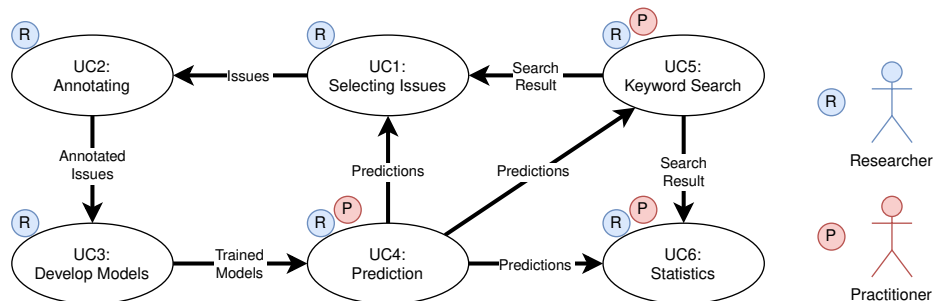 R
R
R
P
UC2:
Annotating
Issues
UC1:
Selecting Issues
Search
Result
UC5:
Keyword Search
R
Researcher
Annotated
Issues
Predictions
Predictions
Search
Result
R
R
P
R
P
P
Practitioner
UC3:
Develop Models
Trained
Models
UC4:
Prediction
Predictions
UC6:
Statistics